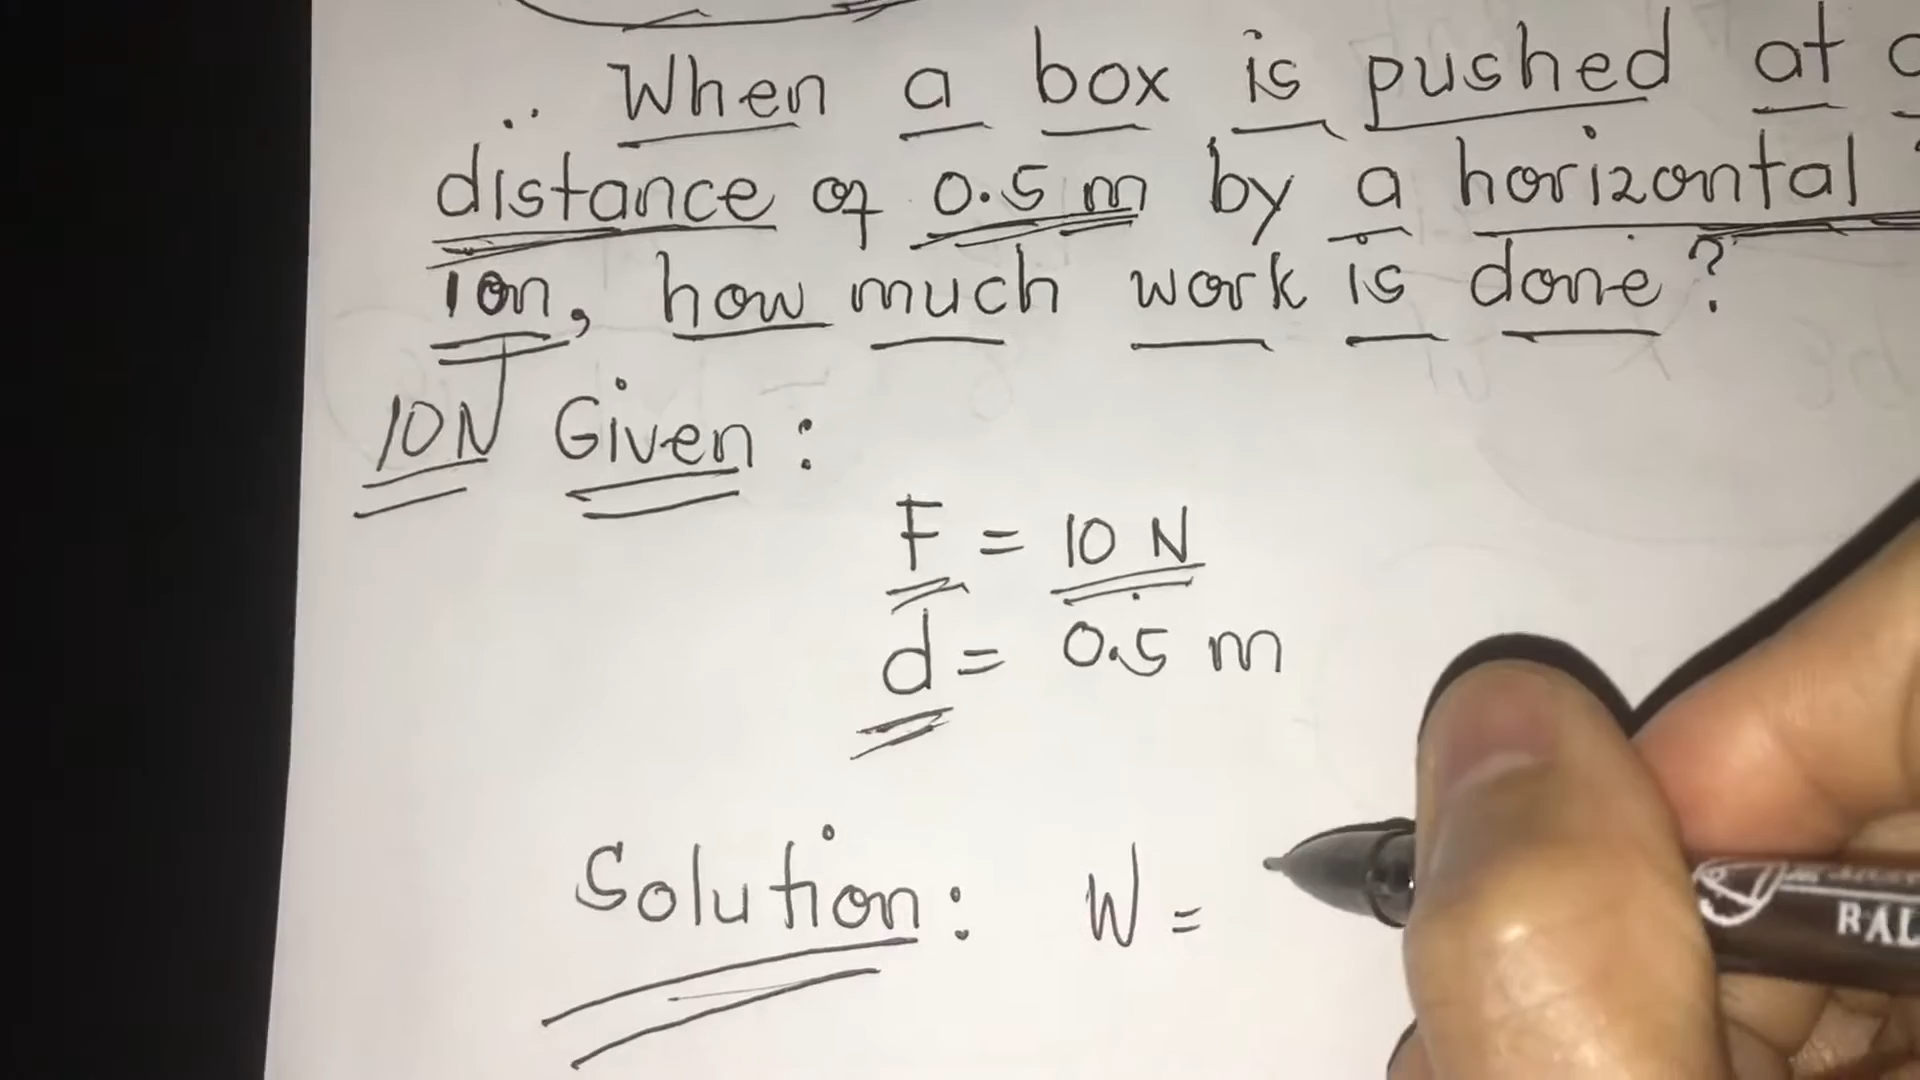 When a box is pushed at
distance of 0.5 m by a horizontal
10n, how much work is done?
10N Given:
F = 10 N
d = 0.5 m
Solution: W =
BAL